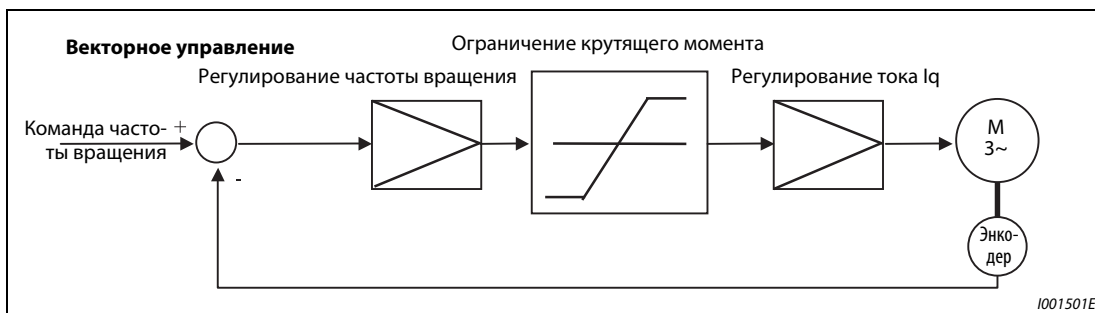 Векторное управление
Ограничение крутящего момента
Регулирование частоты вращения
Регулирование тока Iq
Команда часто-
ты вращения
+
-
M
3~
Энко-
дер
I001501E